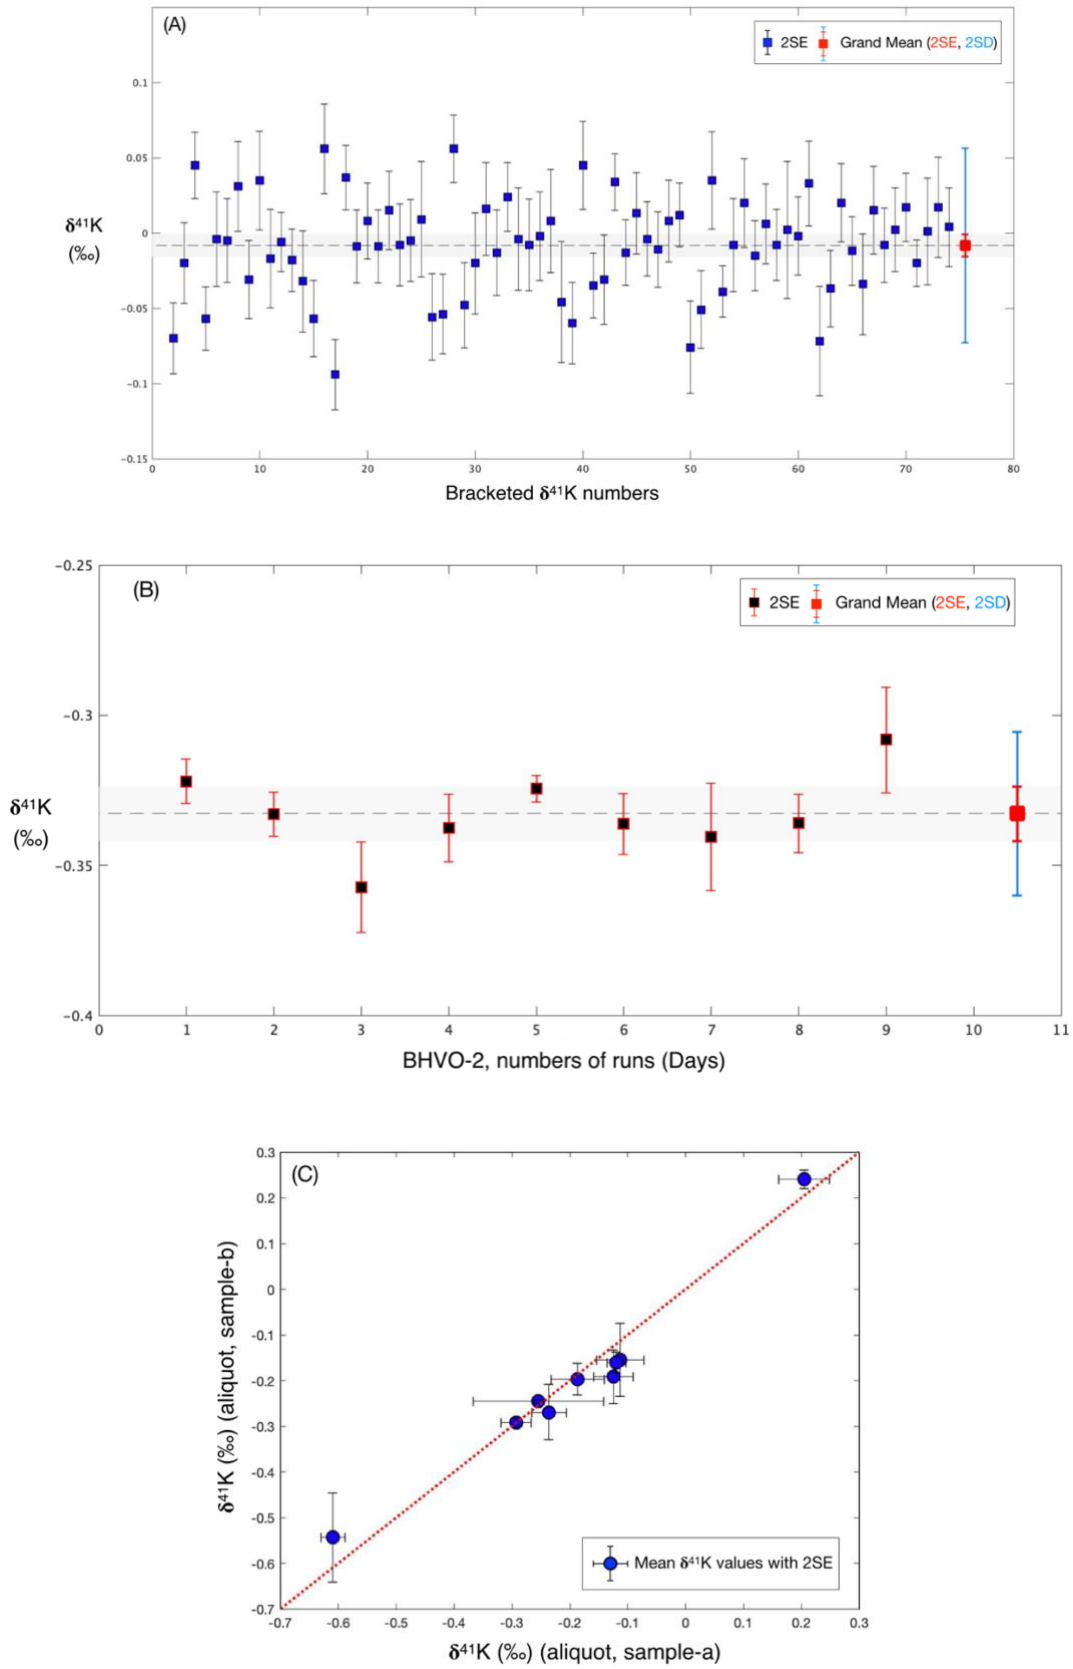 (A)
2SE Grand Mean (2SE, 2SD)
0.1
0.05
0
−0.05
−0.1
−0.15
δ⁴¹K
(‰)
0 10 20 30 40 50 60 70 80
Bracketed δ⁴¹K numbers
(B)
2SE Grand Mean (2SE, 2SD)
−0.25
−0.3
−0.35
−0.4
δ⁴¹K
(‰)
0 1 2 3 4 5 6 7 8 9 10 11
BHVO-2, numbers of runs (Days)
(C)
0.3
0.2
0.1
0
-0.1
-0.2
-0.3
-0.4
-0.5
-0.6
-0.7
δ⁴¹K (‰) (aliquot, sample-b)
Mean δ⁴¹K values with 2SE
-0.7 -0.6 -0.5 -0.4 -0.3 -0.2 -0.1 0 0.1 0.2 0.3
δ⁴¹K (‰) (aliquot, sample-a)